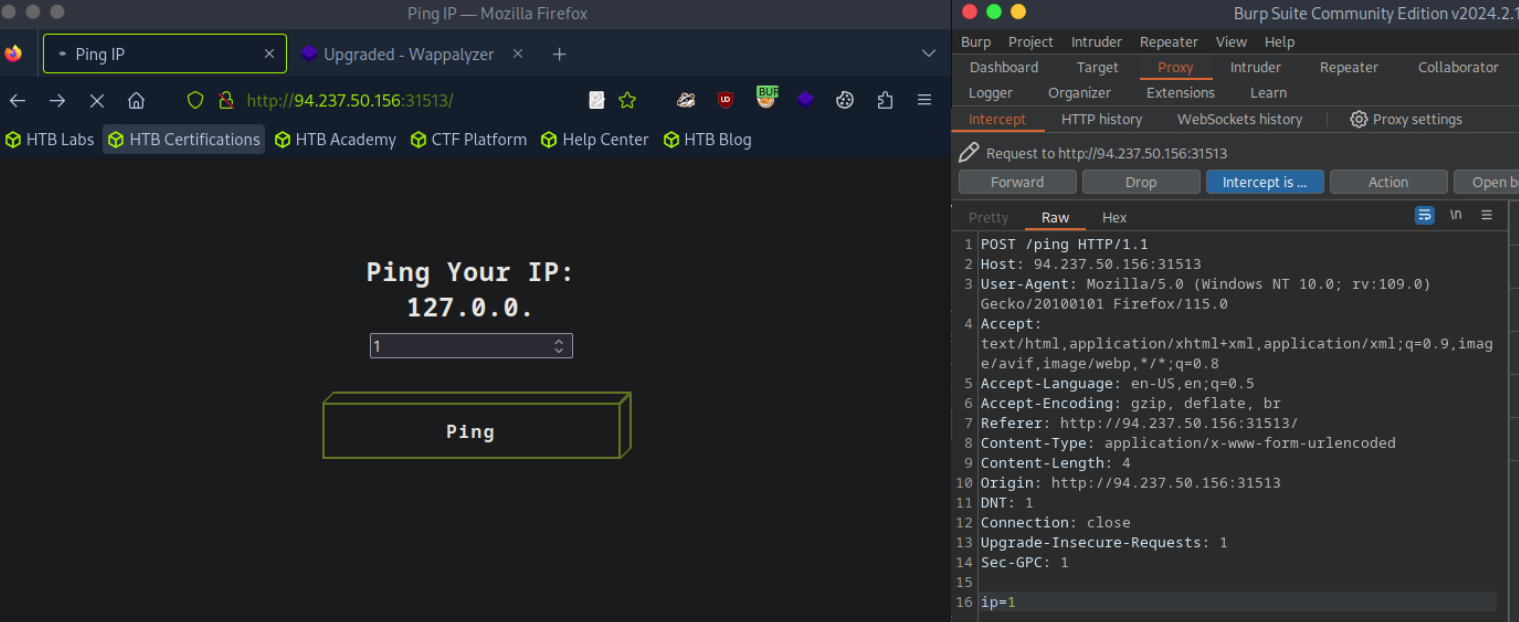 Ping IP — Mozilla Firefox
Ping IP
Upgraded - Wappalyzer
http://94.237.50.156:31513/
BUR
HTB Labs
HTB Certifications
HTB Academy
CTF Platform
Help Center
HTB Blog
Ping Your IP:
127.0.0.
1
Ping
Burp Suite Community Edition v2024.2.1
Burp Project Intruder Repeater View Help
Dashboard Target Proxy Intruder Repeater Collaborator
Logger Organizer Extensions Learn
Intercept HTTP history WebSockets history Proxy settings
Request to http://94.237.50.156:31513
Forward Drop Intercept is ... Action Open b
Pretty Raw Hex \n
1 POST /ping HTTP/1.1
2 Host: 94.237.50.156:31513
3 User-Agent: Mozilla/5.0 (Windows NT 10.0; rv:109.0)
Gecko/20100101 Firefox/115.0
4 Accept:
text/html,application/xhtml+xml,application/xml;q=0.9,imag
e/avif,image/webp,*/*;q=0.8
5 Accept-Language: en-US,en;q=0.5
6 Accept-Encoding: gzip, deflate, br
7 Referer: http://94.237.50.156:31513/
8 Content-Type: application/x-www-form-urlencoded
9 Content-Length: 4
10 Origin: http://94.237.50.156:31513
11 DNT: 1
12 Connection: close
13 Upgrade-Insecure-Requests: 1
14 Sec-GPC: 1
15
16 ip=1